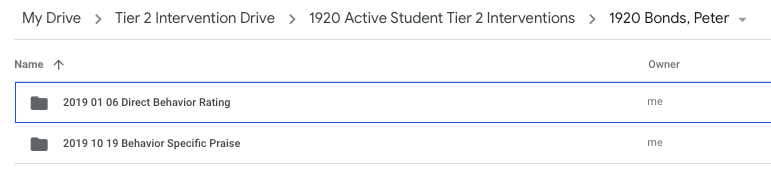 My Drive > Tier 2 Intervention Drive > 1920 Active Student Tier 2 Interventions > 1920 Bonds, Peter
Name ↑ Owner
2019 01 06 Direct Behavior Rating me
2019 10 19 Behavior Specific Praise me